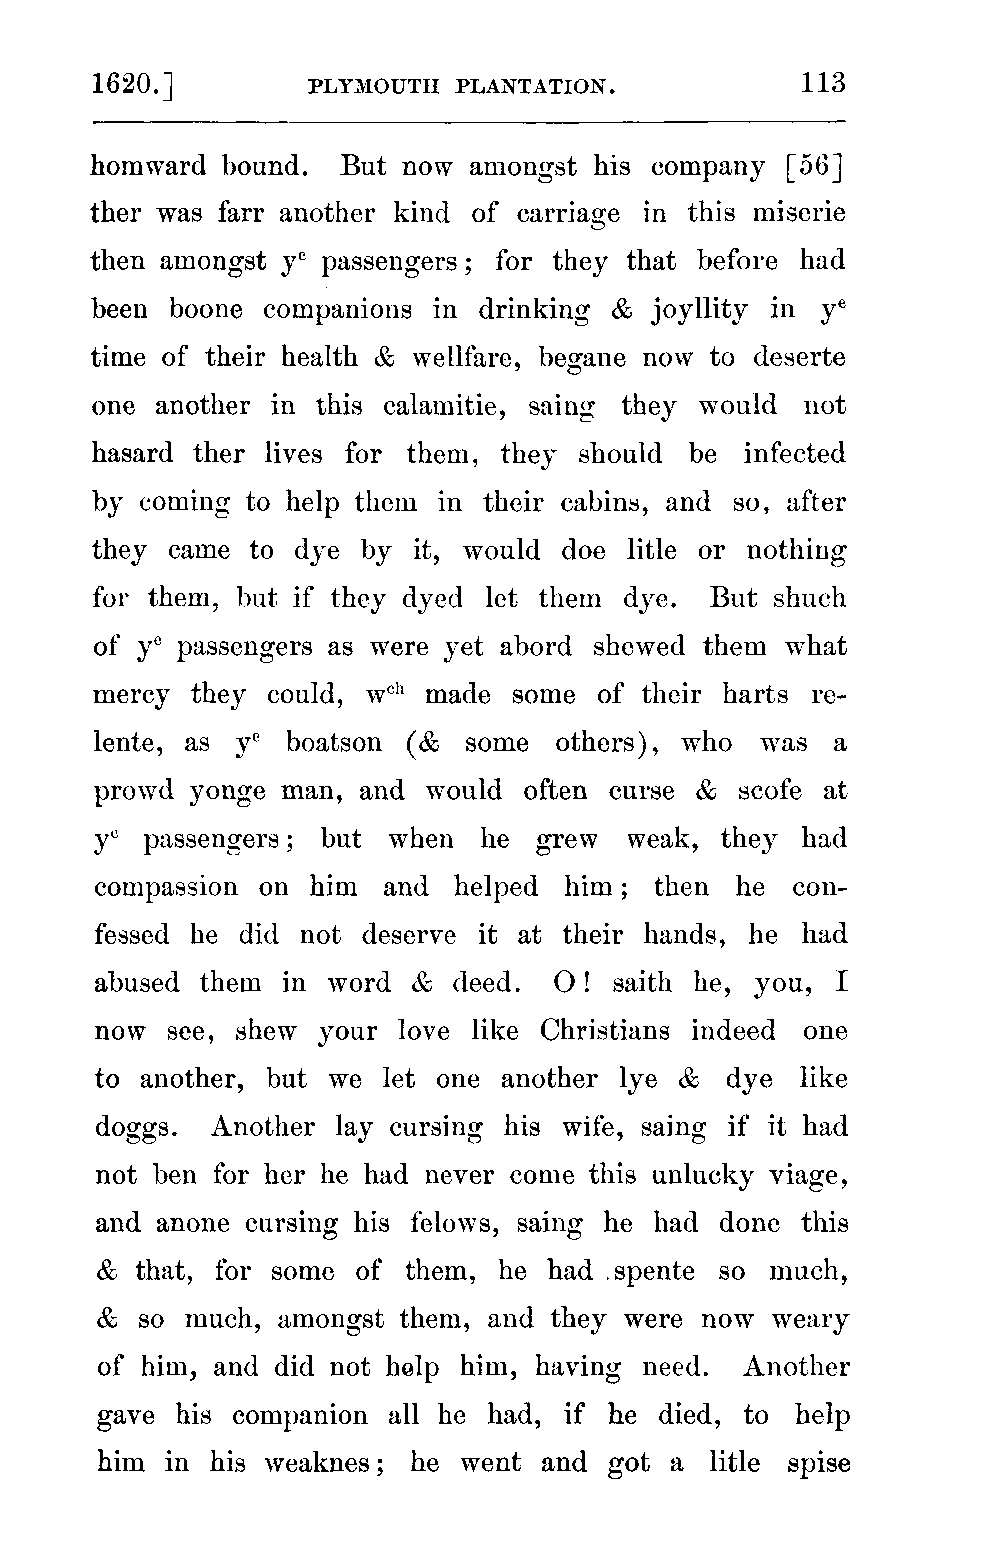 1620.] PLYMOUTH PLANTATION. 113
homward bound. But now amongst his company [56]
ther was farr another kind of carriage in this miserie
then amongst yᵉ passengers; for they that before had
been boone companions in drinking & joyllity in yᵉ
time of their health & wellfare, begane now to deserte
one another in this calamitie, saing they would not
hasard ther lives for them, they should be infected
by coming to help them in their cabins, and so, after
they came to dye by it, would doe litle or nothing
for them, but if they dyed let them dye. But shuch
of yᵉ passengers as were yet abord shewed them what
mercy they could, wᶜʰ made some of their harts re-
lente, as yᵉ boatson (& some others), who was a
prowd yonge man, and would often curse & scofe at
yᵉ passengers; but when he grew weak, they had
compassion on him and helped him; then he con-
fessed he did not deserve it at their hands, he had
abused them in word & deed. O! saith he, you, I
now see, shew your love like Christians indeed one
to another, but we let one another lye & dye like
doggs. Another lay cursing his wife, saing if it had
not ben for her he had never come this unlucky viage,
and anone cursing his felows, saing he had done this
& that, for some of them, he had spente so much,
& so much, amongst them, and they were now weary
of him, and did not help him, having need. Another
gave his companion all he had, if he died, to help
him in his weaknes; he went and got a litle spise